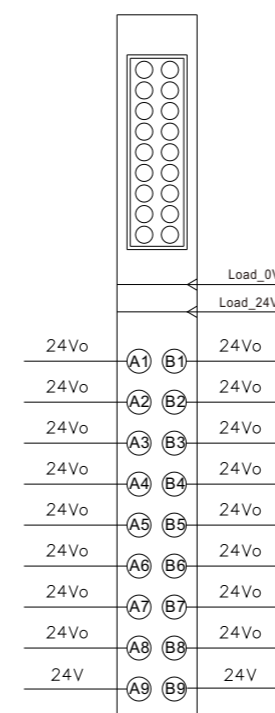 Load_0V
Load_24V
24Vo 24Vo
A1 B1
24Vo 24Vo
A2 B2
24Vo 24Vo
A3 B3
24Vo 24Vo
A4 B4
24Vo 24Vo
A5 B5
24Vo 24Vo
A6 B6
24Vo 24Vo
A7 B7
24Vo 24Vo
A8 B8
24V 24V
A9 B9